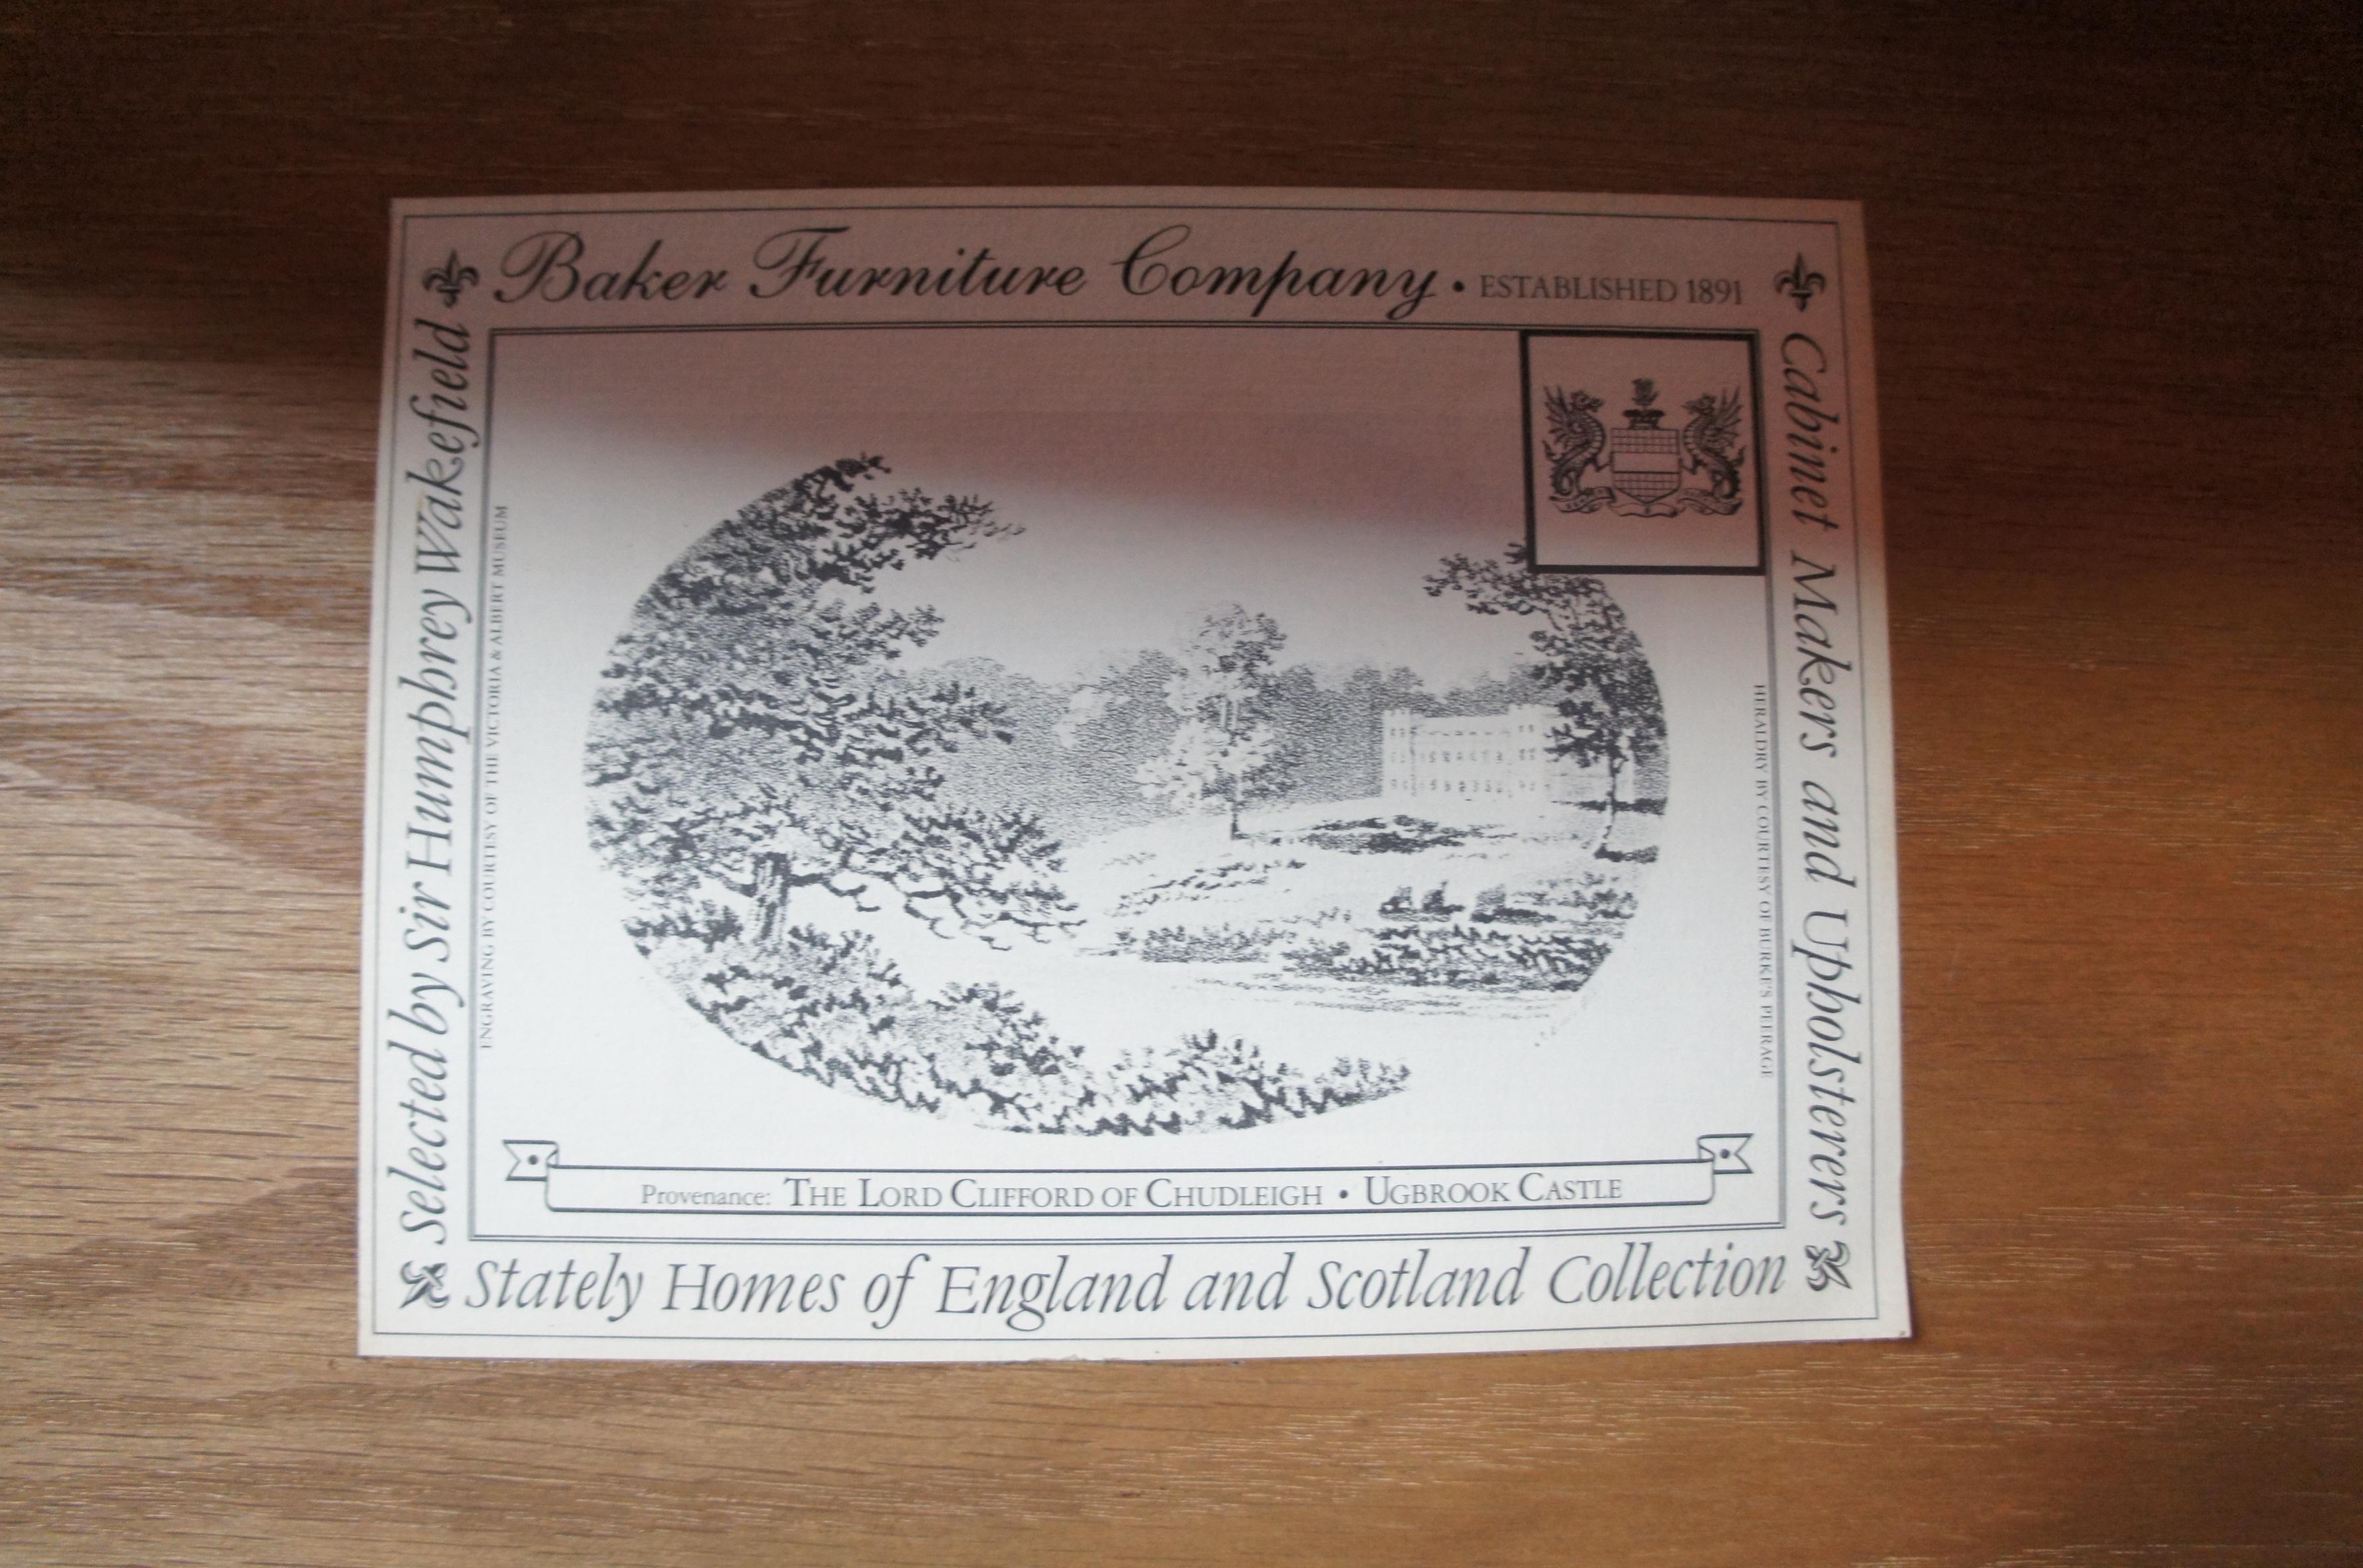 Baker Furniture Company • ESTABLISHED 1891
Selected by Sir Humphrey Wakefield
Cabinet Makers and Upholsterers
ENGRAVING BY COURTESY OF THE VICTORIA & ALBERT MUSEUM
HERALDRY BY COURTESY OF BURKE'S PEERAGE
Provenance: THE LORD CLIFFORD OF CHUDLEIGH • UGBROOK CASTLE
Stately Homes of England and Scotland Collection